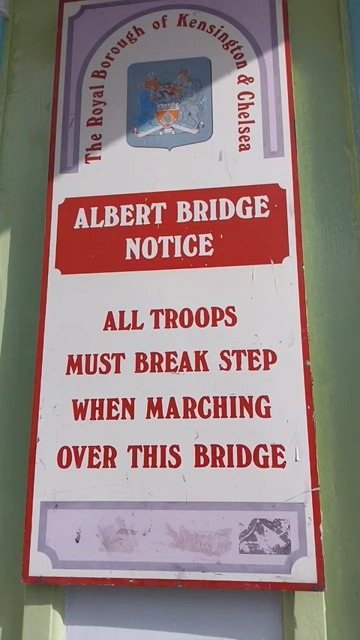 The Royal Borough of Kensington & Chelsea
ALBERT BRIDGE
NOTICE
ALL TROOPS
MUST BREAK STEP
WHEN MARCHING
OVER THIS BRIDGE